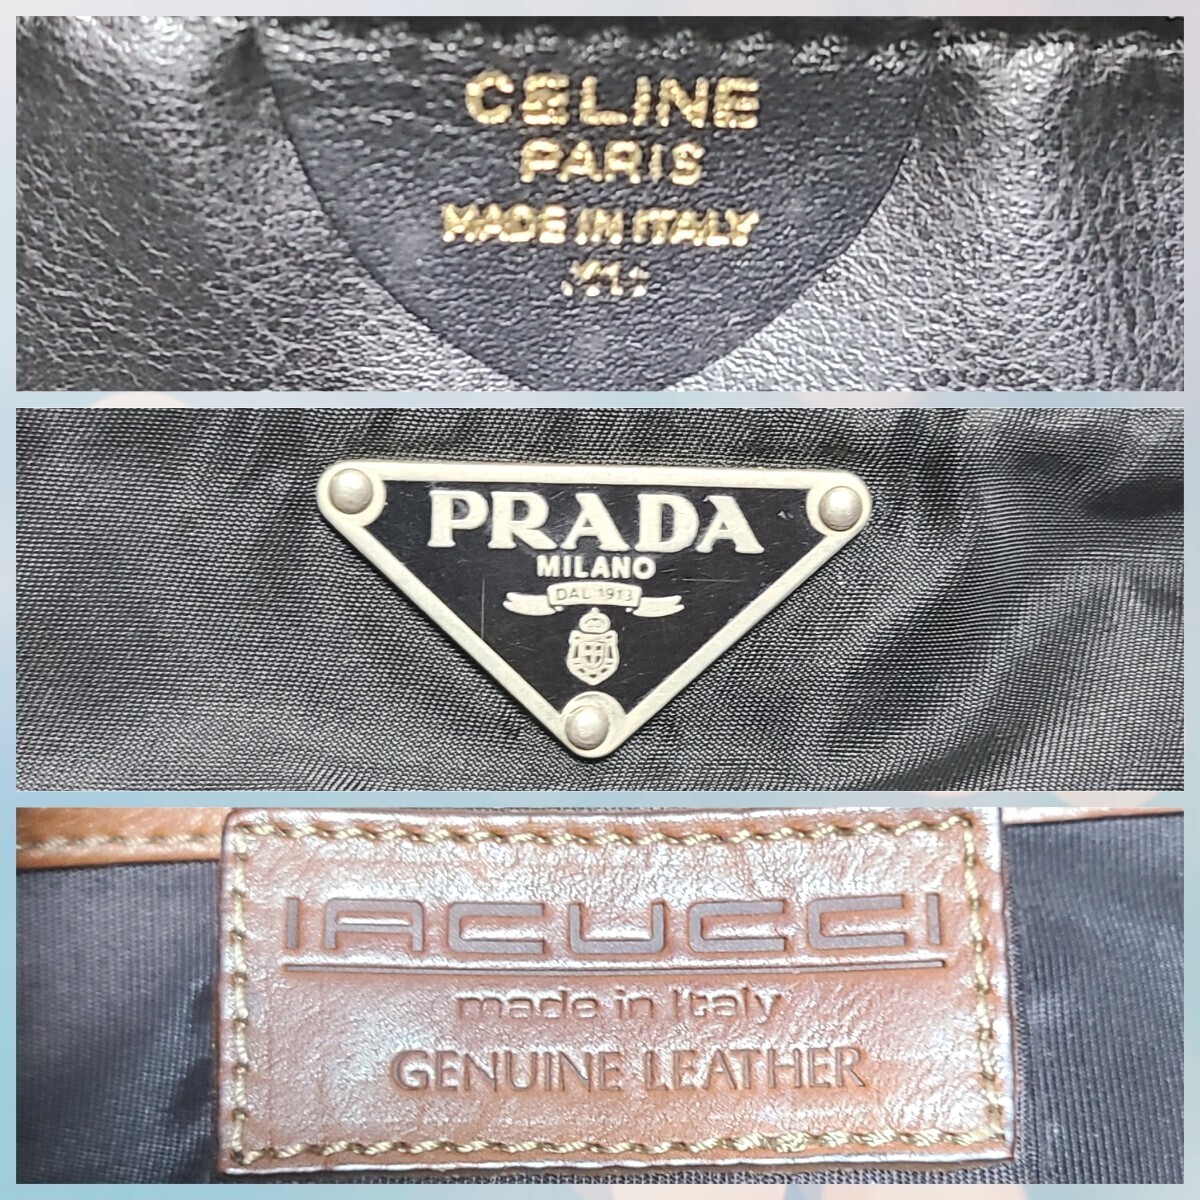 CELINE
PARIS
MADE IN ITALY
PRADA
MILANO
DAL 1913
IACUCCI
made in Italy
GENUINE LEATHER